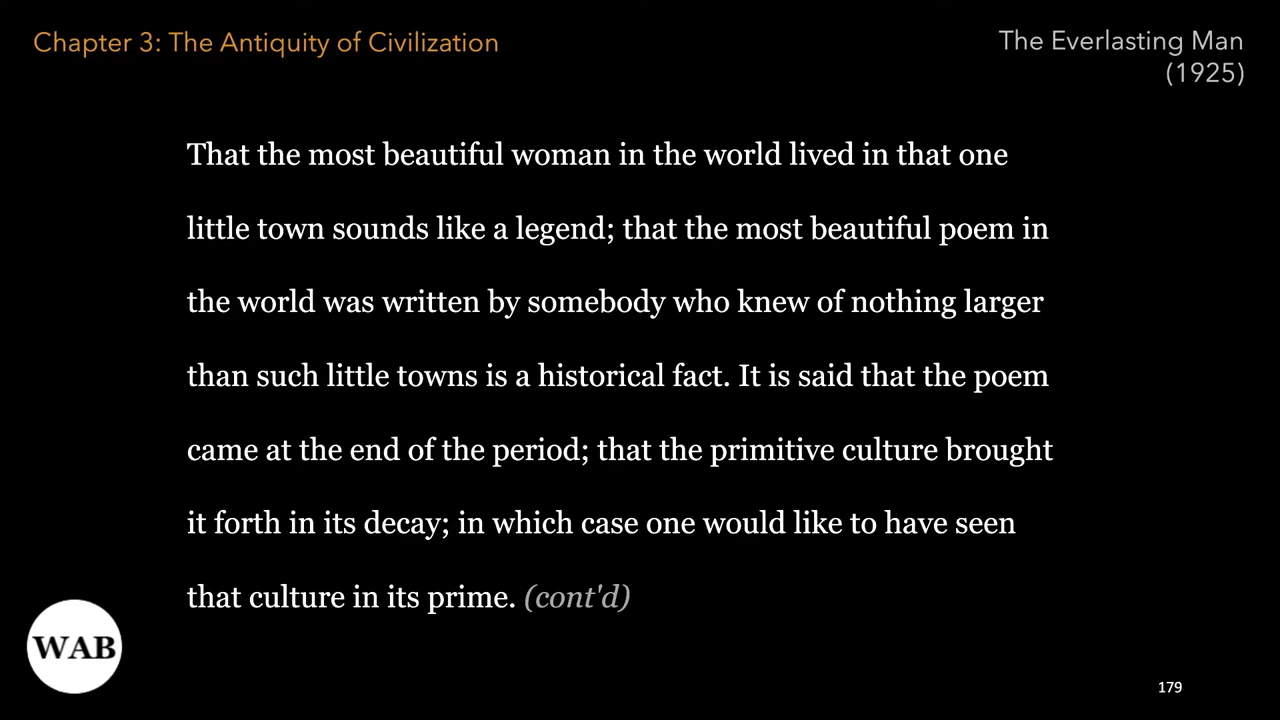 Chapter 3: The Antiquity of Civilization
The Everlasting Man
(1925)
That the most beautiful woman in the world lived in that one
little town sounds like a legend; that the most beautiful poem in
the world was written by somebody who knew of nothing larger
than such little towns is a historical fact. It is said that the poem
came at the end of the period; that the primitive culture brought
it forth in its decay; in which case one would like to have seen
that culture in its prime. (cont'd)
WAB
179